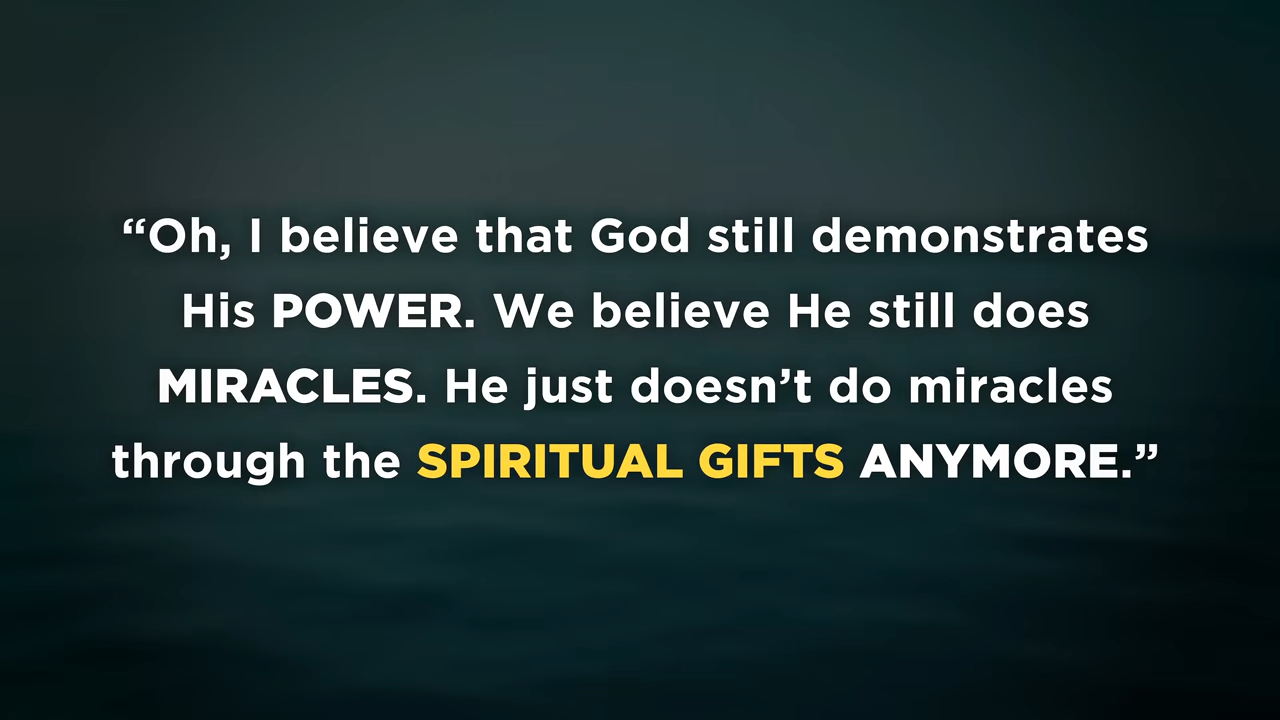 “Oh, I believe that God still demonstrates
His POWER. We believe He still does
MIRACLES. He just doesn’t do miracles
through the SPIRITUAL GIFTS ANYMORE.”